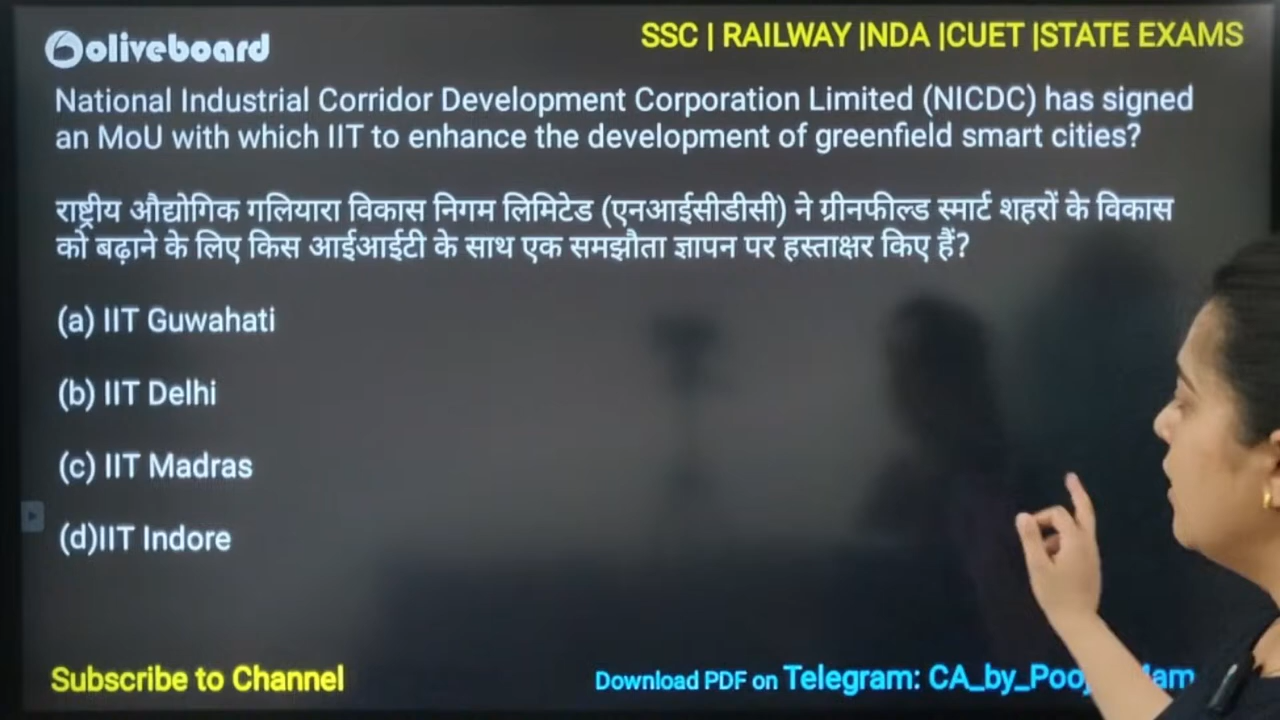 oliveboard
SSC | RAILWAY |NDA |CUET |STATE EXAMS
National Industrial Corridor Development Corporation Limited (NICDC) has signed
an MoU with which IIT to enhance the development of greenfield smart cities?
राष्ट्रीय औद्योगिक गलियारा विकास निगम लिमिटेड (एनआईसीडीसी) ने ग्रीनफील्ड स्मार्ट शहरों के विकास
को बढ़ाने के लिए किस आईआईटी के साथ एक समझौता ज्ञापन पर हस्ताक्षर किए हैं?
(a) IIT Guwahati
(b) IIT Delhi
(c) IIT Madras
(d)IIT Indore
Subscribe to Channel
Download PDF on Telegram: